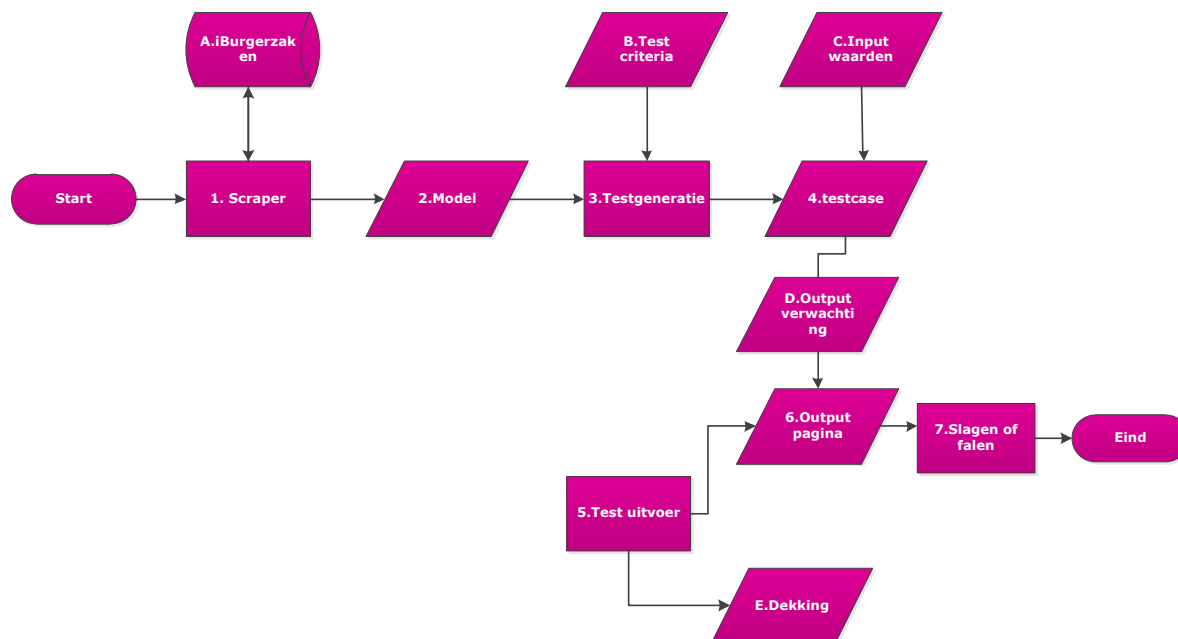 A.iBurgerzak
en
B.Test
criteria
C.Input
waarden
Start
1. Scraper
2.Model
3.Testgeneratie
4.testcase
D.Output
verwachti
ng
6.Output
pagina
7.Slagen of
falen
Eind
5.Test uitvoer
E.Dekking